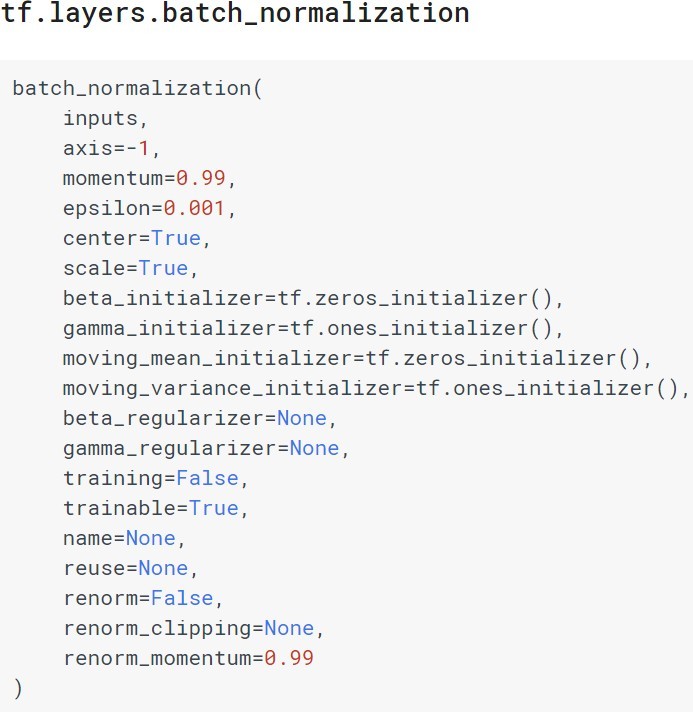 tf.layers.batch_normalization
batch_normalization(
    inputs,
    axis=-1,
    momentum=0.99,
    epsilon=0.001,
    center=True,
    scale=True,
    beta_initializer=tf.zeros_initializer(),
    gamma_initializer=tf.ones_initializer(),
    moving_mean_initializer=tf.zeros_initializer(),
    moving_variance_initializer=tf.ones_initializer(),
    beta_regularizer=None,
    gamma_regularizer=None,
    training=False,
    trainable=True,
    name=None,
    reuse=None,
    renorm=False,
    renorm_clipping=None,
    renorm_momentum=0.99
)